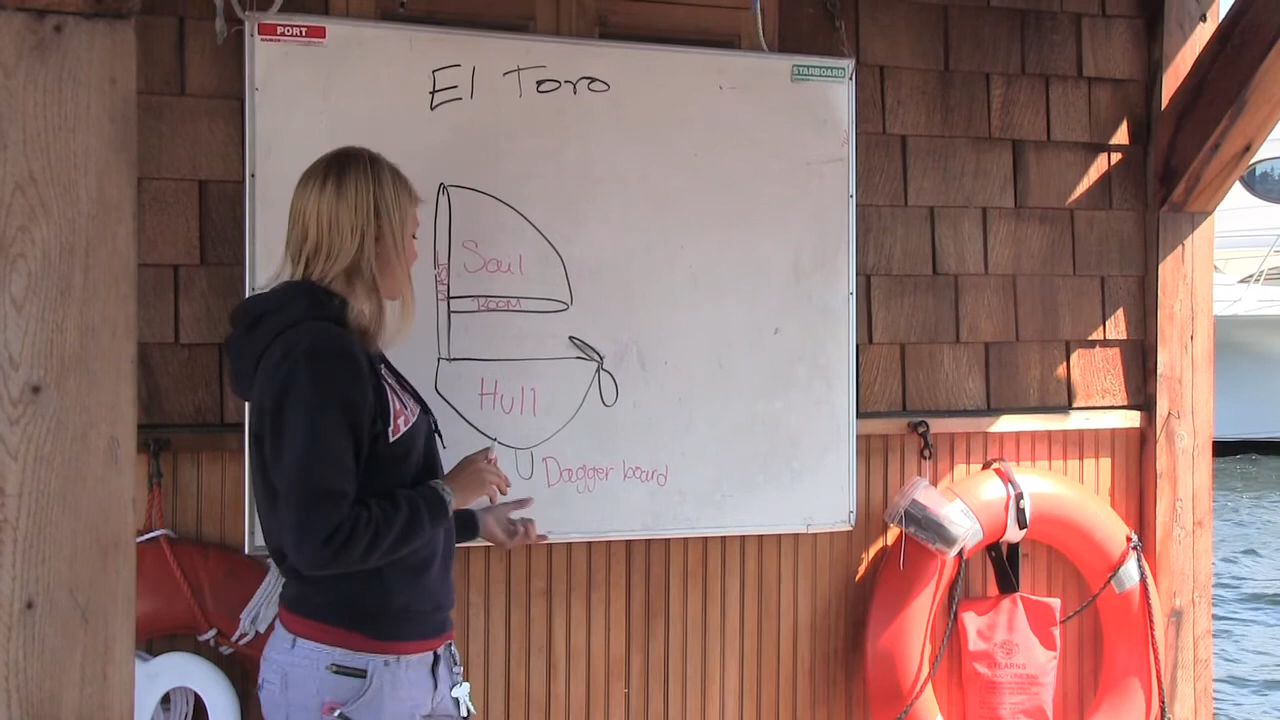 PORT
STARBOARD
El Toro
Sail
MAST
BOOM
Hull
Dagger board
A
STEARNS